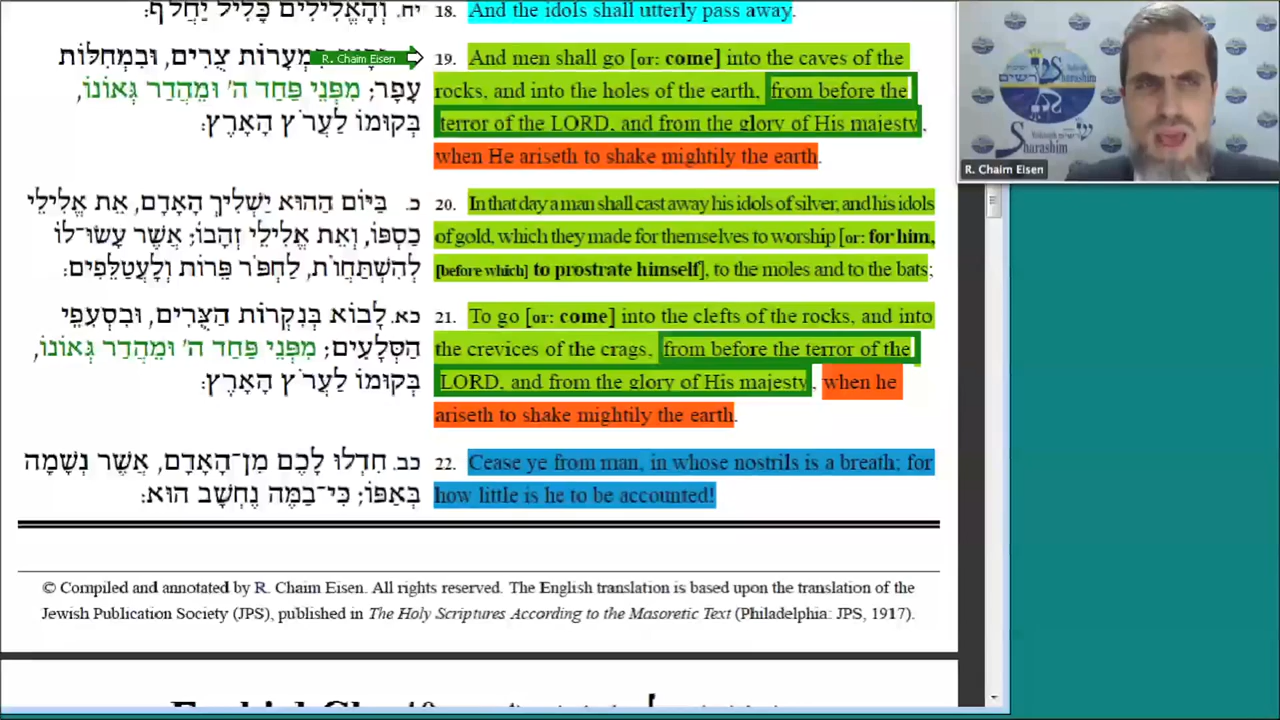 יח. וְהָאֱלִילִים כָּלִיל יַחֲלֹף:
18. And the idols shall utterly pass away.
מְעָרוֹת צֻרִים, וּבִמְחִלּוֹת
עָפָר; מִפְּנֵי פַּחַד ה' וּמֵהֲדַר גְּאוֹנוֹ,
בְּקוּמוֹ לַעֲרֹץ הָאָרֶץ:
R. Chaim Eisen
19. And men shall go [or: come] into the caves of the
rocks, and into the holes of the earth, from before the
terror of the LORD, and from the glory of His majesty,
when He ariseth to shake mightily the earth.
כ. בַּיּוֹם הַהוּא יַשְׁלִיךְ הָאָדָם, אֵת אֱלִילֵי
כַסְפּוֹ, וְאֵת אֱלִילֵי זְהָבוֹ; אֲשֶׁר עָשׂוּ־לוֹ
לְהִשְׁתַּחֲוֹת, לַחְפֹּר פֵּרוֹת וְלָעֲטַלֵּפִים:
20. In that day a man shall cast away his idols of silver, and his idols
of gold, which they made for themselves to worship [or: for him,
[before which] to prostrate himself], to the moles and to the bats;
כא. לָבוֹא בְּנִקְרוֹת הַצֻּרִים, וּבִסְעִפֵי
הַסְּלָעִים; מִפְּנֵי פַּחַד ה' וּמֵהֲדַר גְּאוֹנוֹ,
בְּקוּמוֹ לַעֲרֹץ הָאָרֶץ:
21. To go [or: come] into the clefts of the rocks, and into
the crevices of the crags, from before the terror of the
LORD, and from the glory of His majesty, when he
ariseth to shake mightily the earth.
כב. חִדְלוּ לָכֶם מִן־הָאָדָם, אֲשֶׁר נְשָׁמָה
בְּאַפּוֹ; כִּי־בַמֶּה נֶחְשָׁב הוּא:
22. Cease ye from man, in whose nostrils is a breath; for
how little is he to be accounted!
© Compiled and annotated by R. Chaim Eisen. All rights reserved. The English translation is based upon the translation of the
Jewish Publication Society (JPS), published in The Holy Scriptures According to the Masoretic Text (Philadelphia: JPS, 1917).
שרשים
Sharashim
R. Chaim Eisen